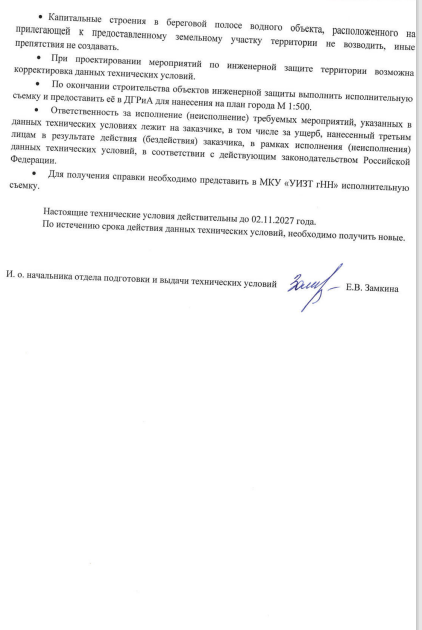 • Капитальные строения в береговой полосе водного объекта, расположенного на
прилегающей к предоставленному земельному участку территории не возводить, иные
препятствия не создавать.
• При проектировании мероприятий по инженерной защите территории возможна
корректировка данных технических условий.
• По окончании строительства объектов инженерной защиты выполнить исполнительную
съемку и предоставить её в ДГРиА для нанесения на план города М 1:500.
• Ответственность за исполнение (неисполнение) требуемых мероприятий, указанных в
данных технических условиях лежит на заказчике, в том числе за ущерб, нанесенный третьим
лицам в результате действия (бездействия) заказчика, в рамках исполнения (неисполнения)
данных технических условий, в соответствии с действующим законодательством Российской
Федерации.
• Для получения справки необходимо представить в МКУ «УИЗТ гНН» исполнительную
съемку.
Настоящие технические условия действительны до 02.11.2027 года.
По истечению срока действия данных технических условий, необходимо получить новые.
И. о. начальника отдела подготовки и выдачи технических условий Е.В. Замкина